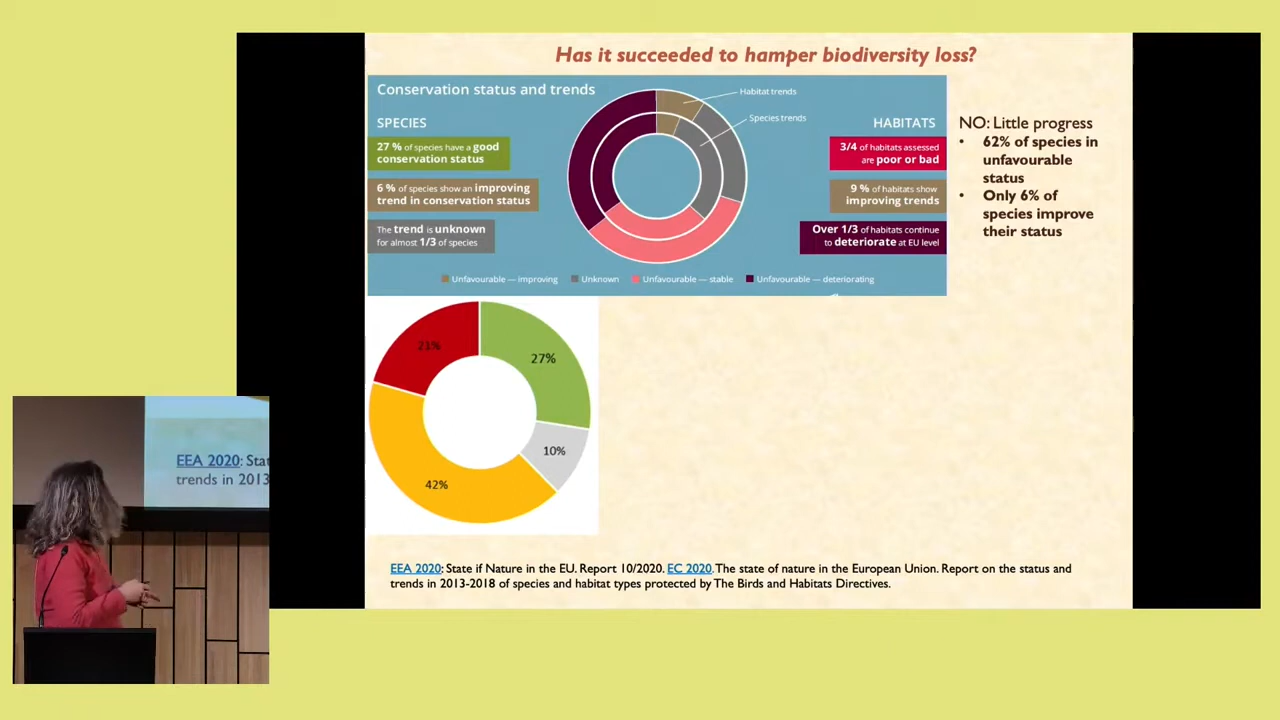 Has it succeeded to hamper biodiversity loss?
Conservation status and trends
SPECIES
27 % of species have a good
conservation status
6 % of species show an improving
trend in conservation status
The trend is unknown
for almost 1/3 of species
Habitat trends
Species trends
HABITATS
3/4 of habitats assessed
are poor or bad
9 % of habitats show
improving trends
Over 1/3 of habitats continue
to deteriorate at EU level
Unfavourable — improving
Unknown
Unfavourable — stable
Unfavourable — deteriorating
NO: Little progress
• 62% of species in
unfavourable
status
• Only 6% of
species improve
their status
21%
27%
10%
42%
EEA 2020: State if Nature in the EU. Report 10/2020. EC 2020. The state of nature in the European Union. Report on the status and
trends in 2013-2018 of species and habitat types protected by The Birds and Habitats Directives.
EEA 2020: Stat
trends in 2013